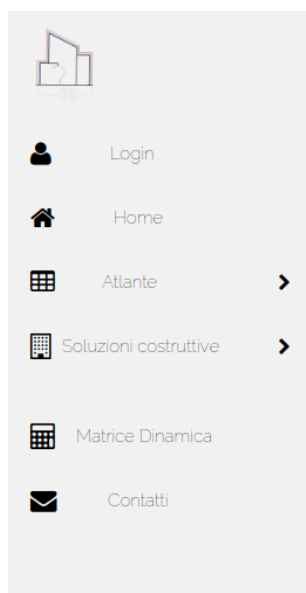 Login
Home
Atlante
Soluzioni costruttive
Matrice Dinamica
Contatti